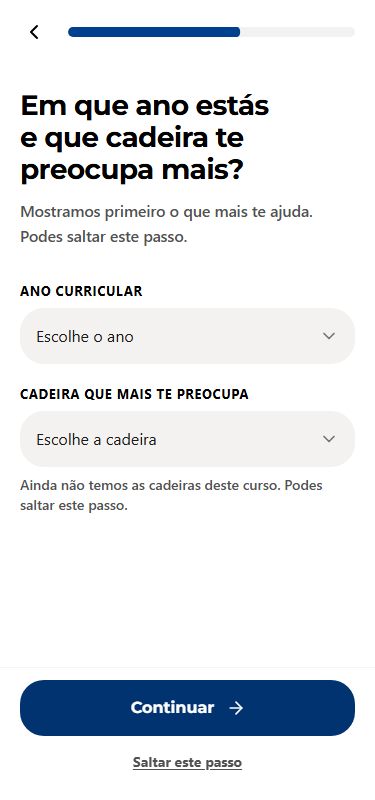 Em que ano estás
e que cadeira te
preocupa mais?
Mostramos primeiro o que mais te ajuda.
Podes saltar este passo.
ANO CURRICULAR
Escolhe o ano
CADEIRA QUE MAIS TE PREOCUPA
Escolhe a cadeira
Ainda não temos as cadeiras deste curso. Podes
saltar este passo.
Continuar
Saltar este passo